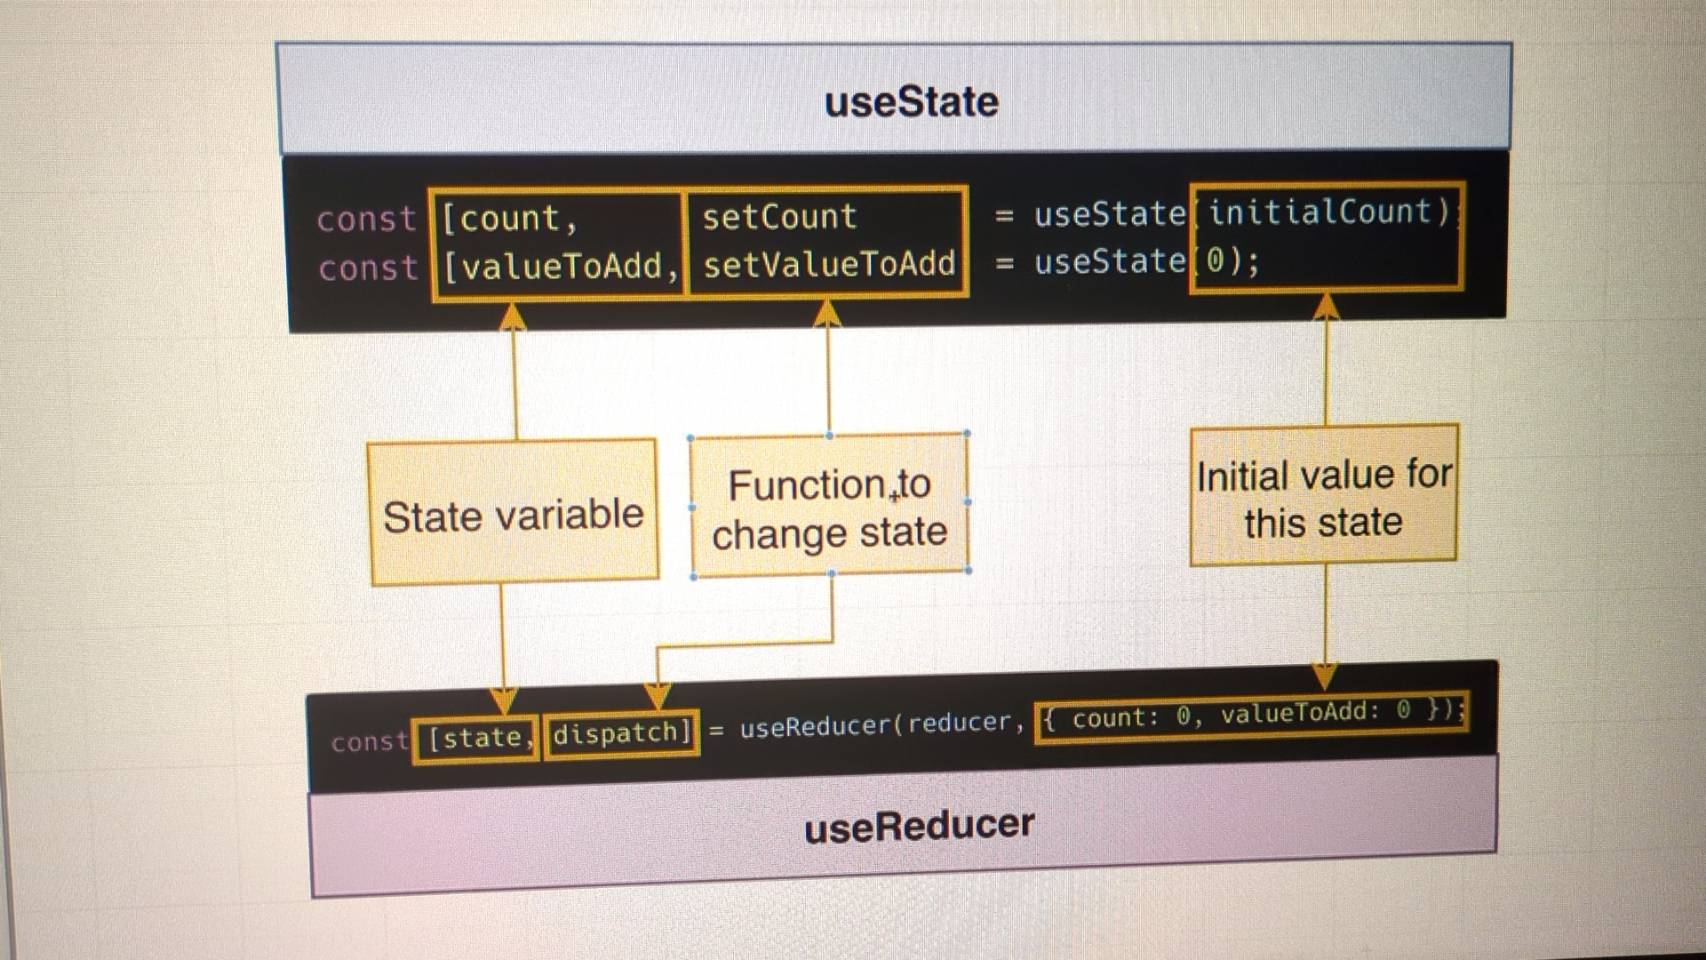 useState
const [count, setCount = useState(initialCount);
const [valueToAdd, setValueToAdd = useState(0);
State variable
Function to
change state
Initial value for
this state
const [state, dispatch] = useReducer(reducer, { count: 0, valueToAdd: 0 });
useReducer